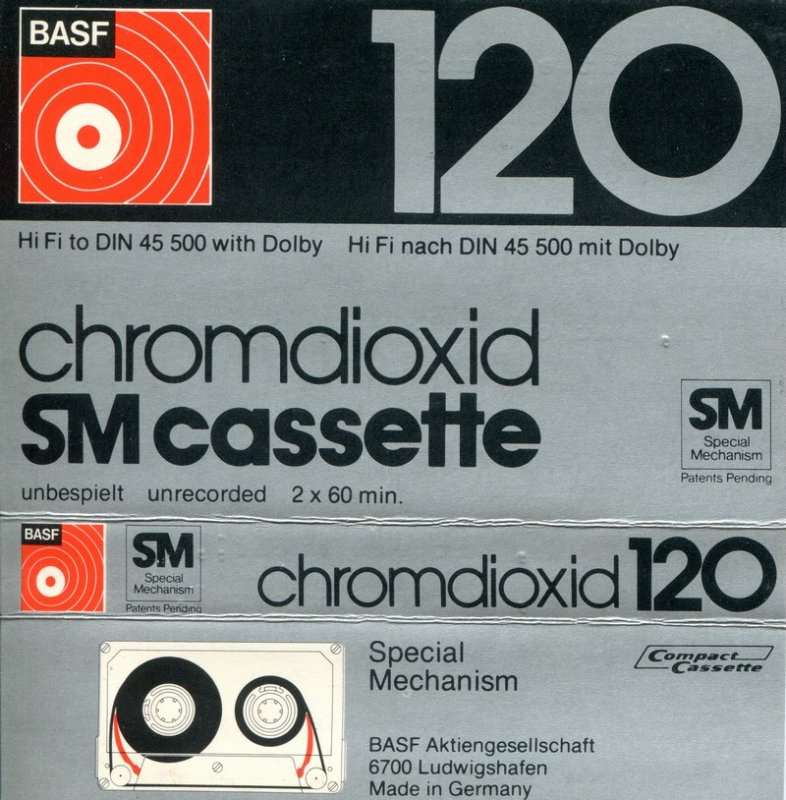 BASF
120
Hi Fi to DIN 45 500 with Dolby Hi Fi nach DIN 45 500 mit Dolby
chromdioxid
SM cassette
SM
Special
Mechanism
Patents Pending
unbespielt unrecorded 2 x 60 min.
BASF
SM
Special
Mechanism
Patents Pending
chromdioxid 120
Special
Mechanism
Compact
Cassette
BASF Aktiengesellschaft
6700 Ludwigshafen
Made in Germany